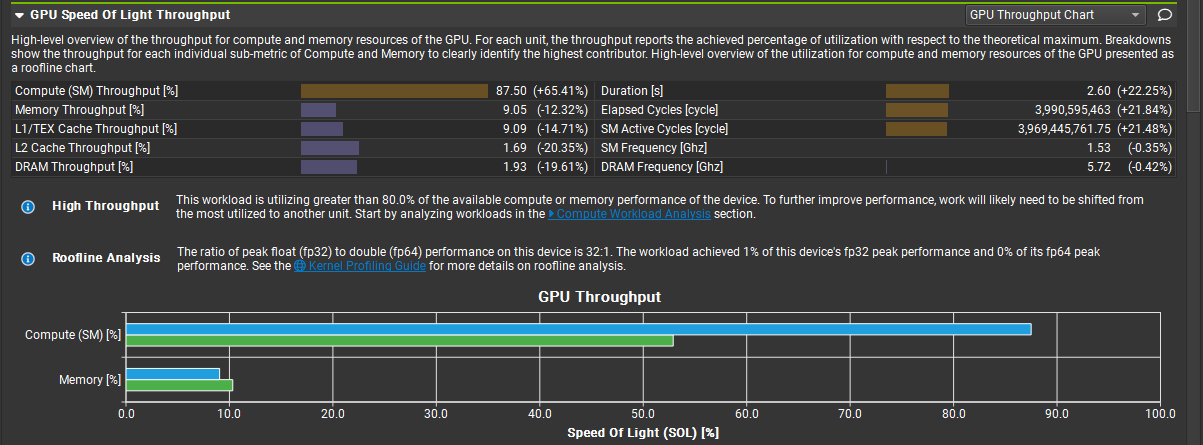 GPU Speed Of Light Throughput
GPU Throughput Chart
High-level overview of the throughput for compute and memory resources of the GPU. For each unit, the throughput reports the achieved percentage of utilization with respect to the theoretical maximum. Breakdowns
show the throughput for each individual sub-metric of Compute and Memory to clearly identify the highest contributor. High-level overview of the utilization for compute and memory resources of the GPU presented as
a roofline chart.
Compute (SM) Throughput [%] 87.50 (+65.41%) Duration [s] 2.60 (+22.25%)
Memory Throughput [%] 9.05 (-12.32%) Elapsed Cycles [cycle] 3,990,595,463 (+21.84%)
L1/TEX Cache Throughput [%] 9.09 (-14.71%) SM Active Cycles [cycle] 3,969,445,761.75 (+21.48%)
L2 Cache Throughput [%] 1.69 (-20.35%) SM Frequency [Ghz] 1.53 (-0.35%)
DRAM Throughput [%] 1.93 (-19.61%) DRAM Frequency [Ghz] 5.72 (-0.42%)
High Throughput
This workload is utilizing greater than 80.0% of the available compute or memory performance of the device. To further improve performance, work will likely need to be shifted from
the most utilized to another unit. Start by analyzing workloads in the Compute Workload Analysis section.
Roofline Analysis
The ratio of peak float (fp32) to double (fp64) performance on this device is 32:1. The workload achieved 1% of this device's fp32 peak performance and 0% of its fp64 peak
performance. See the Kernel Profiling Guide for more details on roofline analysis.
GPU Throughput
Compute (SM) [%]
Memory [%]
0.0 10.0 20.0 30.0 40.0 50.0 60.0 70.0 80.0 90.0 100.0
Speed Of Light (SOL) [%]